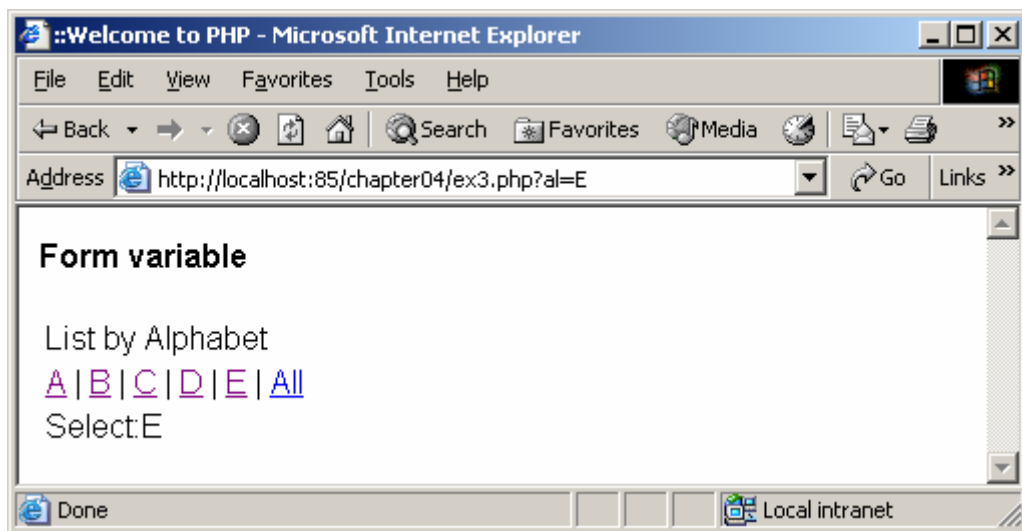 ::Welcome to PHP - Microsoft Internet Explorer
File Edit View Favorites Tools Help
Back Search Favorites Media »
Address http://localhost:85/chapter04/ex3.php?al=E Go Links »
Form variable
List by Alphabet
A | B | C | D | E | All
Select:E
Done Local intranet